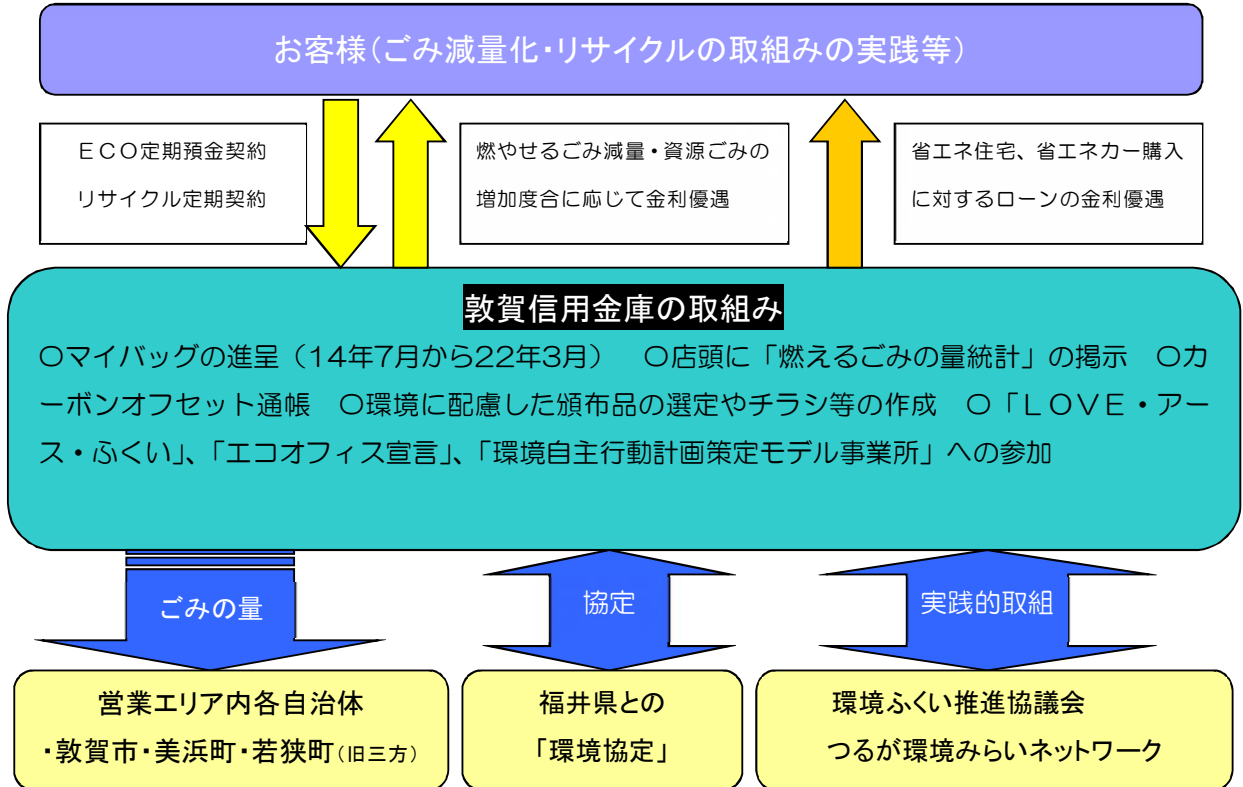 お客様(ごみ減量化・リサイクルの取組みの実践等)
ＥＣＯ定期預金契約
リサイクル定期契約
燃やせるごみ減量・資源ごみの
増加度合に応じて金利優遇
省エネ住宅、省エネカー購入
に対するローンの金利優遇
敦賀信用金庫の取組み
○マイバッグの進呈（14年7月から22年3月）　○店頭に「燃えるごみの量統計」の掲示　○カ
ーボンオフセット通帳　○環境に配慮した頒布品の選定やチラシ等の作成　○「ＬＯＶＥ・アー
ス・ふくい」、「エコオフィス宣言」、「環境自主行動計画策定モデル事業所」への参加
ごみの量
協定
実践的取組
営業エリア内各自治体
・敦賀市・美浜町・若狭町(旧三方)
福井県との
「環境協定」
環境ふくい推進協議会
つるが環境みらいネットワーク